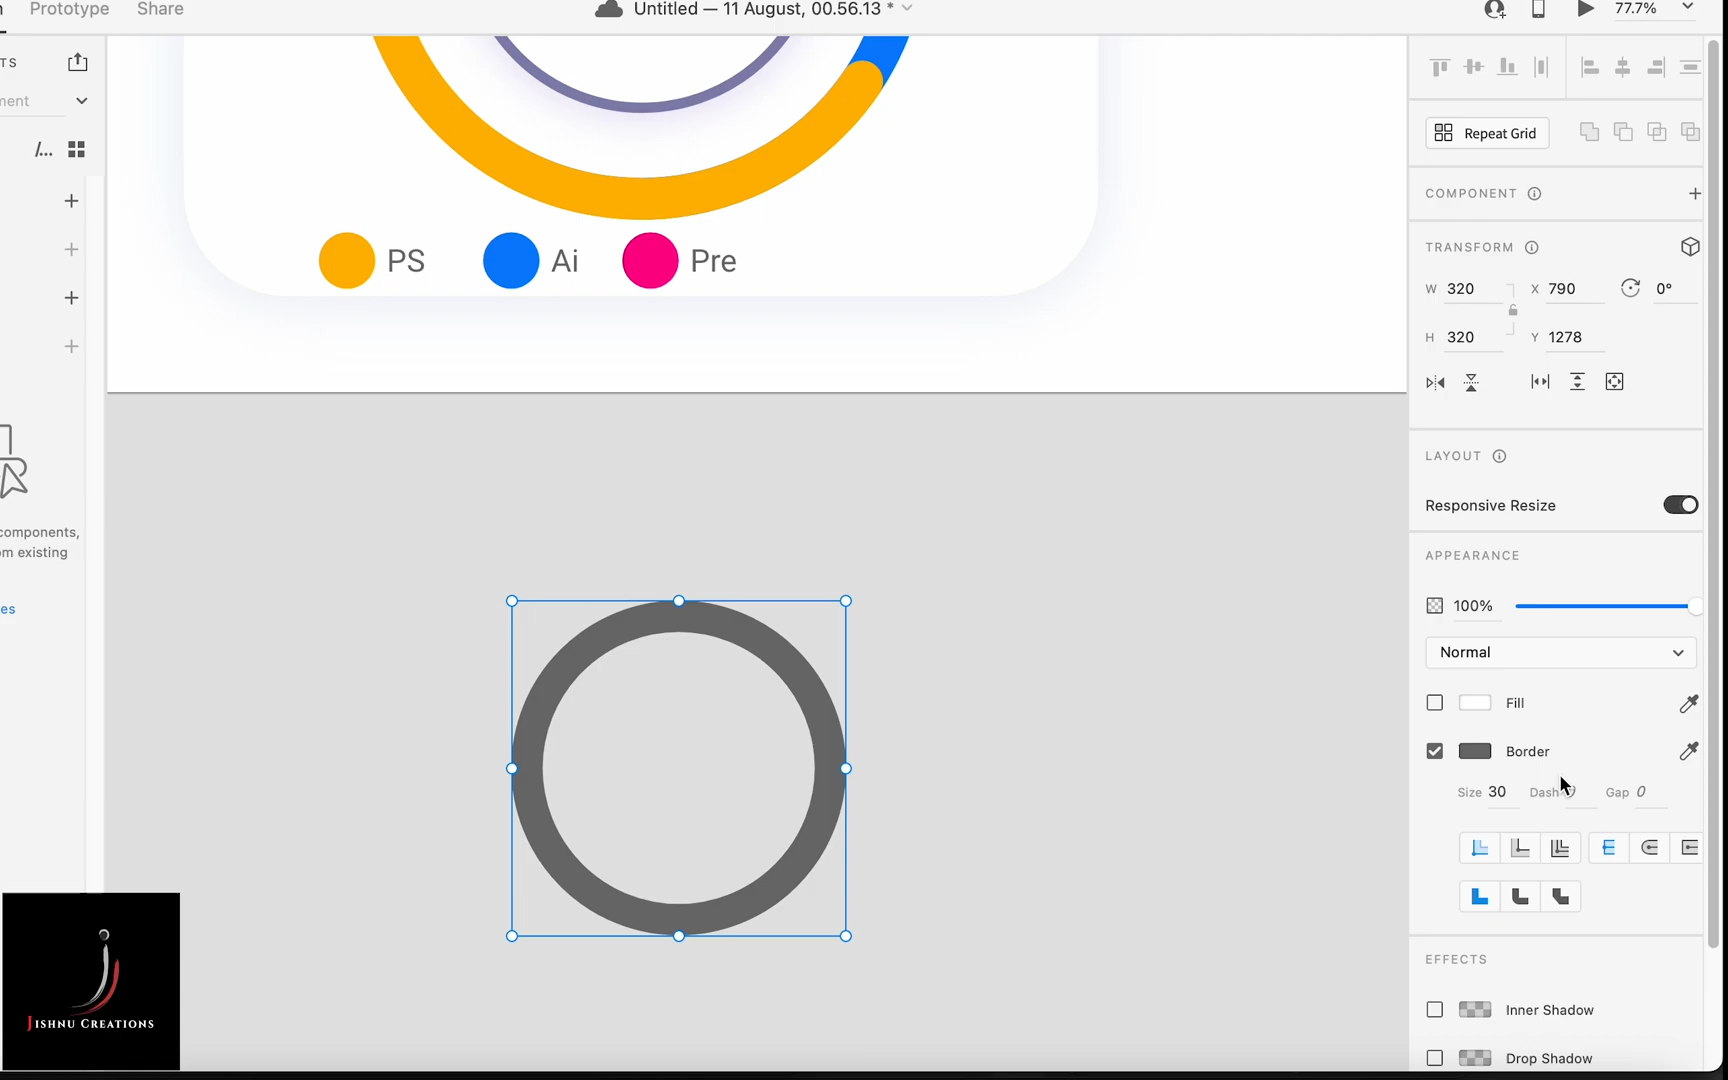 Prototype
Share
Untitled — 11 August, 00.56.13 *
77.7%
TS
ment
/...
Repeat Grid
COMPONENT
TRANSFORM
W 320
X 790
0°
H 320
Y 1278
LAYOUT
Responsive Resize
APPEARANCE
100%
Normal
Fill
Border
Size 30
Dash
Gap 0
EFFECTS
Inner Shadow
Drop Shadow
PS
Ai
Pre
components,
om existing
es
JISHNU CREATIONS